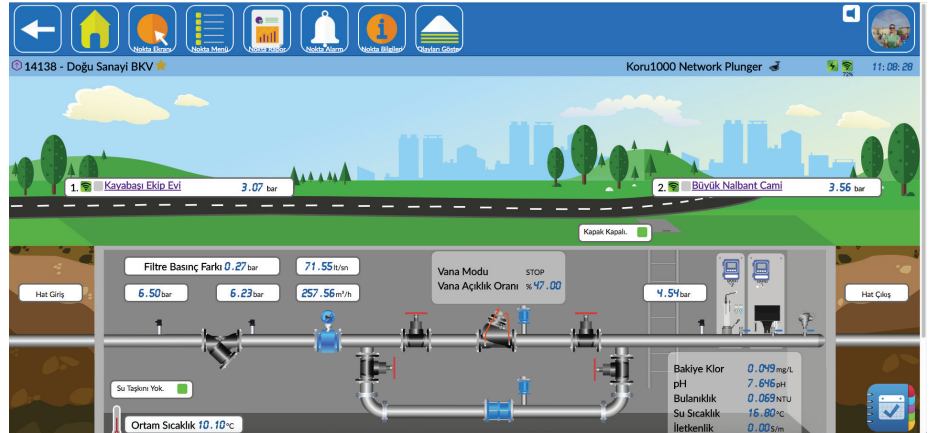 Nokta Ekranı
Nokta Menü
Nokta Rapor
Nokta Alarm
Nokta Bilgileri
Olayları Göster
14138 - Doğu Sanayi BKV
Koru1000 Network Plunger
72%
11:08:28
1. Kayabaşı Ekip Evi 3.07 bar
2. Büyük Nalbant Cami 3.56 bar
Kapak Kapalı.
Filtre Basınç Farkı 0.27 bar
71.55 lt/sn
Vana Modu STOP
Vana Açıklık Oranı % 47.00
Hat Giriş
6.50 bar
6.23 bar
257.56 m³/h
4.54 bar
Hat Çıkış
Su Taşkını Yok.
Bakiye Klor 0.049 mg/L
pH 7.646 pH
Bulanıklık 0.069 NTU
Su Sıcaklık 16.80 °C
İletkenlik 0.00 S/m
Ortam Sıcaklık 10.10 °C